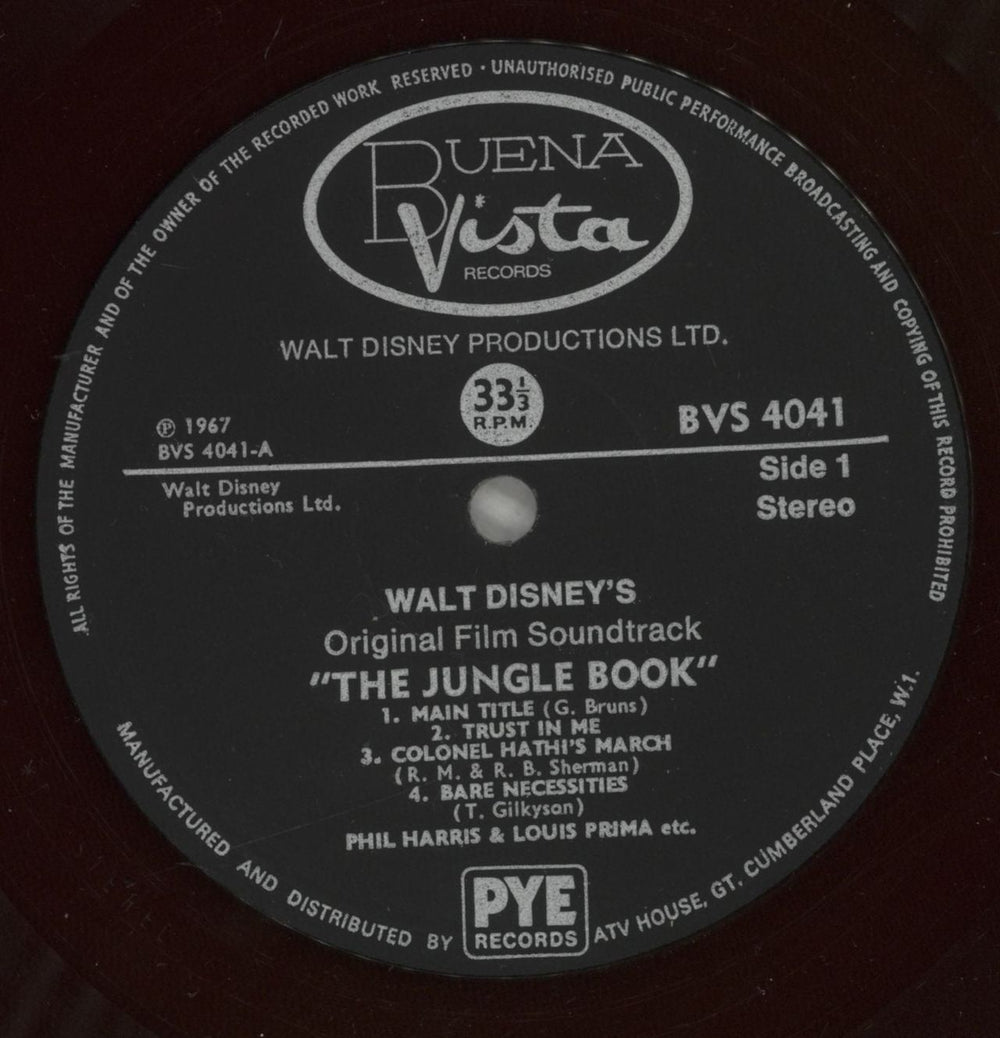 ALL RIGHTS OF THE MANUFACTURER AND OF THE OWNER OF THE RECORDED WORK RESERVED · UNAUTHORISED PUBLIC PERFORMANCE BROADCASTING AND COPYING OF THIS RECORD PROHIBITED
BUENA
Vista
RECORDS
WALT DISNEY PRODUCTIONS LTD.
33⅓
R.P.M.
℗ 1967
BVS 4041-A
BVS 4041
Walt Disney
Productions Ltd.
Side 1
Stereo
WALT DISNEY'S
Original Film Soundtrack
"THE JUNGLE BOOK"
1. MAIN TITLE (G. Bruns)
2. TRUST IN ME
3. COLONEL HATHI'S MARCH
(R. M. & R. B. Sherman)
4. BARE NECESSITIES
(T. Gilkyson)
PHIL HARRIS & LOUIS PRIMA etc.
MANUFACTURED AND DISTRIBUTED BY
PYE
RECORDS
ATV HOUSE, GT. CUMBERLAND PLACE, W.1.